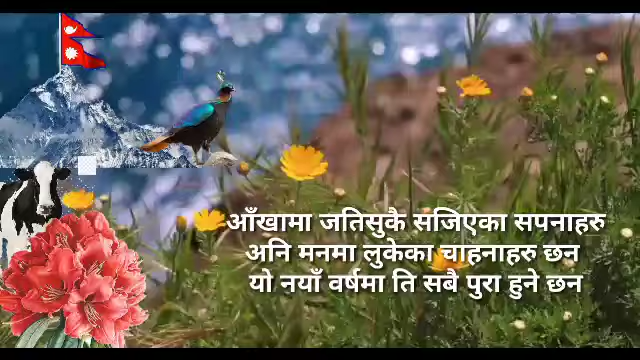 आँखामा जतिसुकै सजिएका सपनाहरु
अनि मनमा लुकेका चाहनाहरु छन
यो नयाँ वर्षमा ति सबै पुरा हुने छन